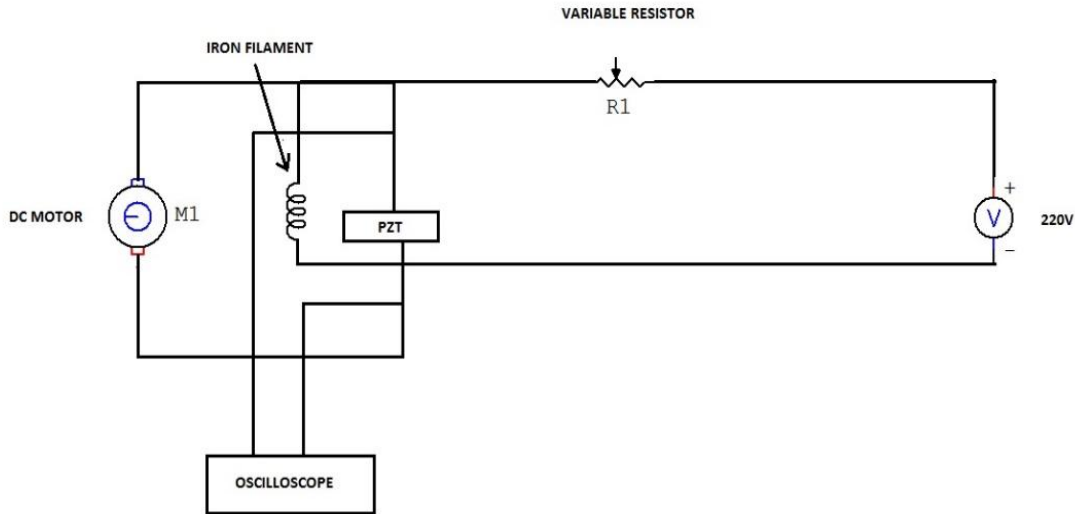 VARIABLE RESISTOR
IRON FILAMENT
R1
DC MOTOR
M1
PZT
+
V
−
220V
OSCILLOSCOPE